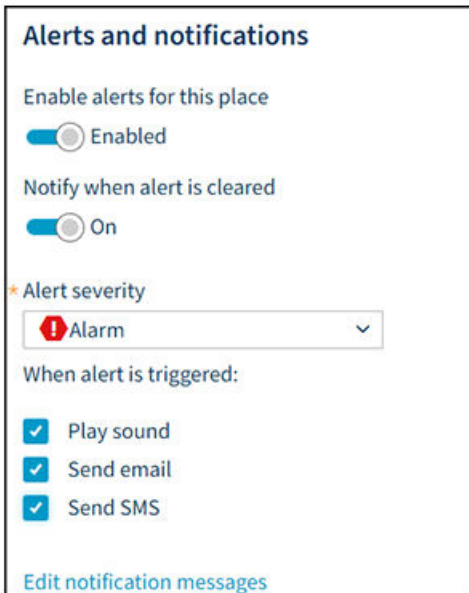 Alerts and notifications
Enable alerts for this place
Enabled
Notify when alert is cleared
On
* Alert severity
Alarm
When alert is triggered:
Play sound
Send email
Send SMS
Edit notification messages